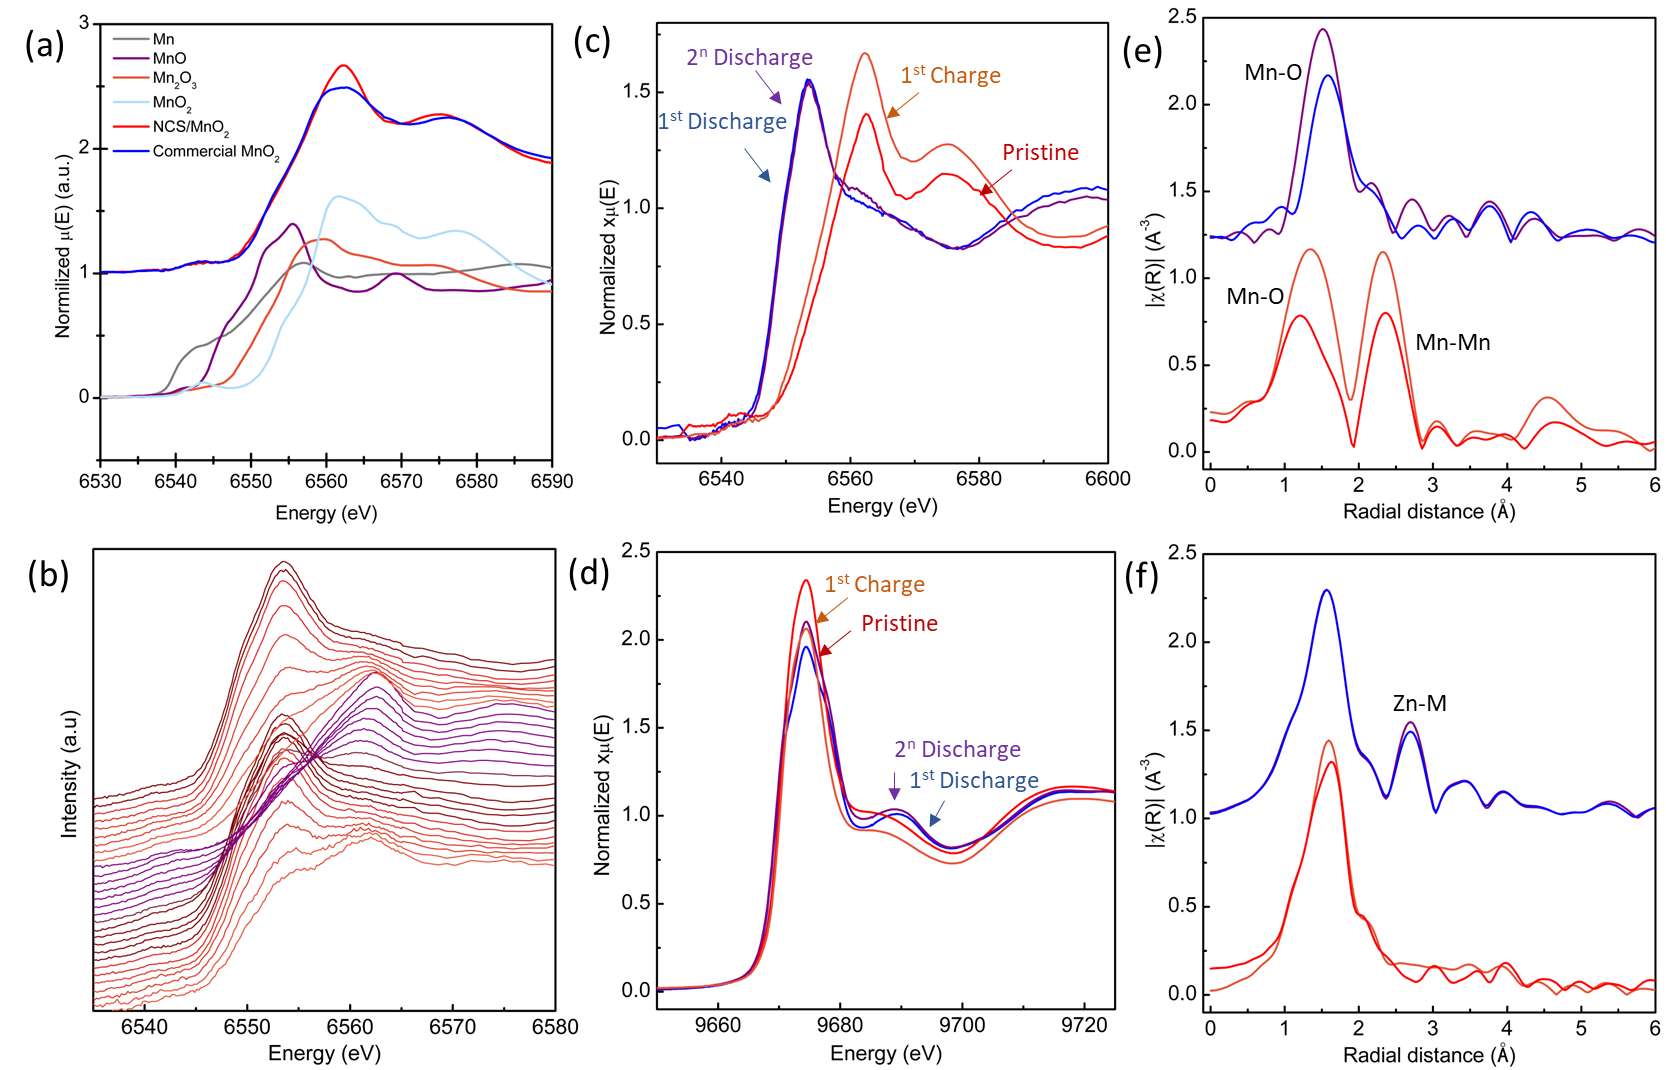 (a)
3
2
1
0
Normilized μ(E) (a.u.)
Mn
MnO
Mn₂O₃
MnO₂
NCS/MnO₂
Commercial MnO₂
6530 6540 6550 6560 6570 6580 6590
Energy (eV)
(c)
1.5
1.0
0.5
0.0
Normalized xμ(E)
2ⁿ Discharge
1ˢᵗ Discharge
1ˢᵗ Charge
Pristine
6540 6560 6580 6600
Energy (eV)
(e)
2.5
2.0
1.5
1.0
0.5
0.0
|χ(R)| (A⁻³)
Mn-O
Mn-O
Mn-Mn
0 1 2 3 4 5 6
Radial distance (Å)
(b)
Intensity (a.u)
6540 6550 6560 6570 6580
Energy (eV)
(d)
2.5
2.0
1.5
1.0
0.5
0.0
Normalized xμ(E)
1ˢᵗ Charge
Pristine
2ⁿ Discharge
1ˢᵗ Discharge
9660 9680 9700 9720
Energy (eV)
(f)
2.5
2.0
1.5
1.0
0.5
0.0
|χ(R)| (A⁻³)
Zn-M
0 1 2 3 4 5 6
Radial distance (Å)